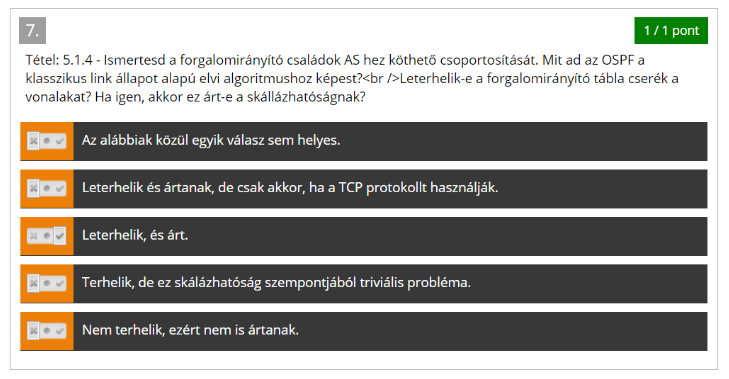 7.
1 / 1 pont
Tétel: 5.1.4 - Ismertesd a forgalomirányító családok AS hez köthető csoportosítását. Mit ad az OSPF a
klasszikus link állapot alapú elvi algoritmushoz képest?<br />Leterhelik-e a forgalomirányító tábla cserék a
vonalakat? Ha igen, akkor ez árt-e a skállázhatóságnak?
Az alábbiak közül egyik válasz sem helyes.
Leterhelik és ártanak, de csak akkor, ha a TCP protokollt használják.
Leterhelik, és árt.
Terhelik, de ez skálázhatóság szempontjából triviális probléma.
Nem terhelik, ezért nem is ártanak.